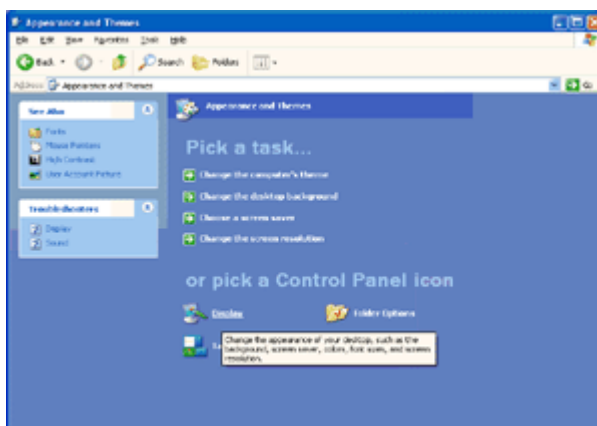 Appearance and Themes
File Edit View Favorites Tools Help
Back Search Folders
Address Appearance and Themes Go
See Also
Fonts
Mouse Pointers
High Contrast
User Account Picture
Troubleshooters
Display
Sound
Appearance and Themes
Pick a task...
Change the computer's theme
Change the desktop background
Choose a screen saver
Change the screen resolution
or pick a Control Panel icon
Display Folder Options
Change the appearance of your desktop, such as the
background, screen saver, colors, font sizes, and screen
resolution.